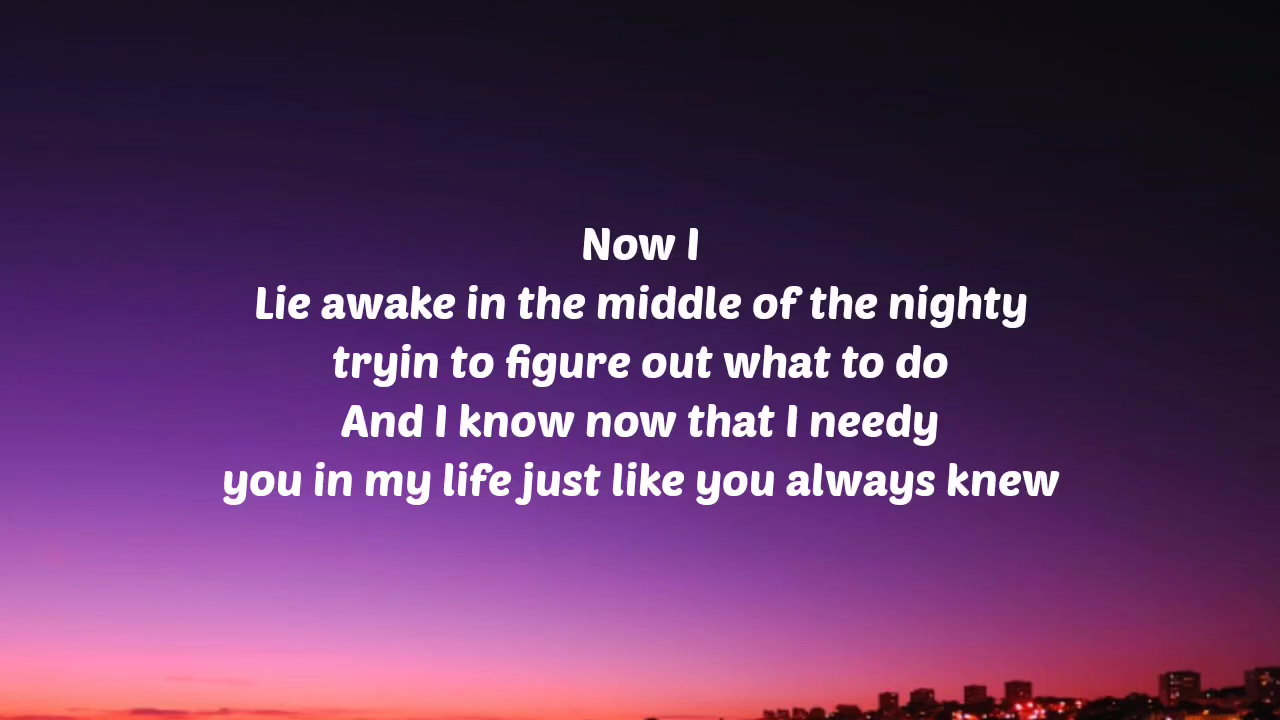 Now I
Lie awake in the middle of the nighty
tryin to figure out what to do
And I know now that I needy
you in my life just like you always knew